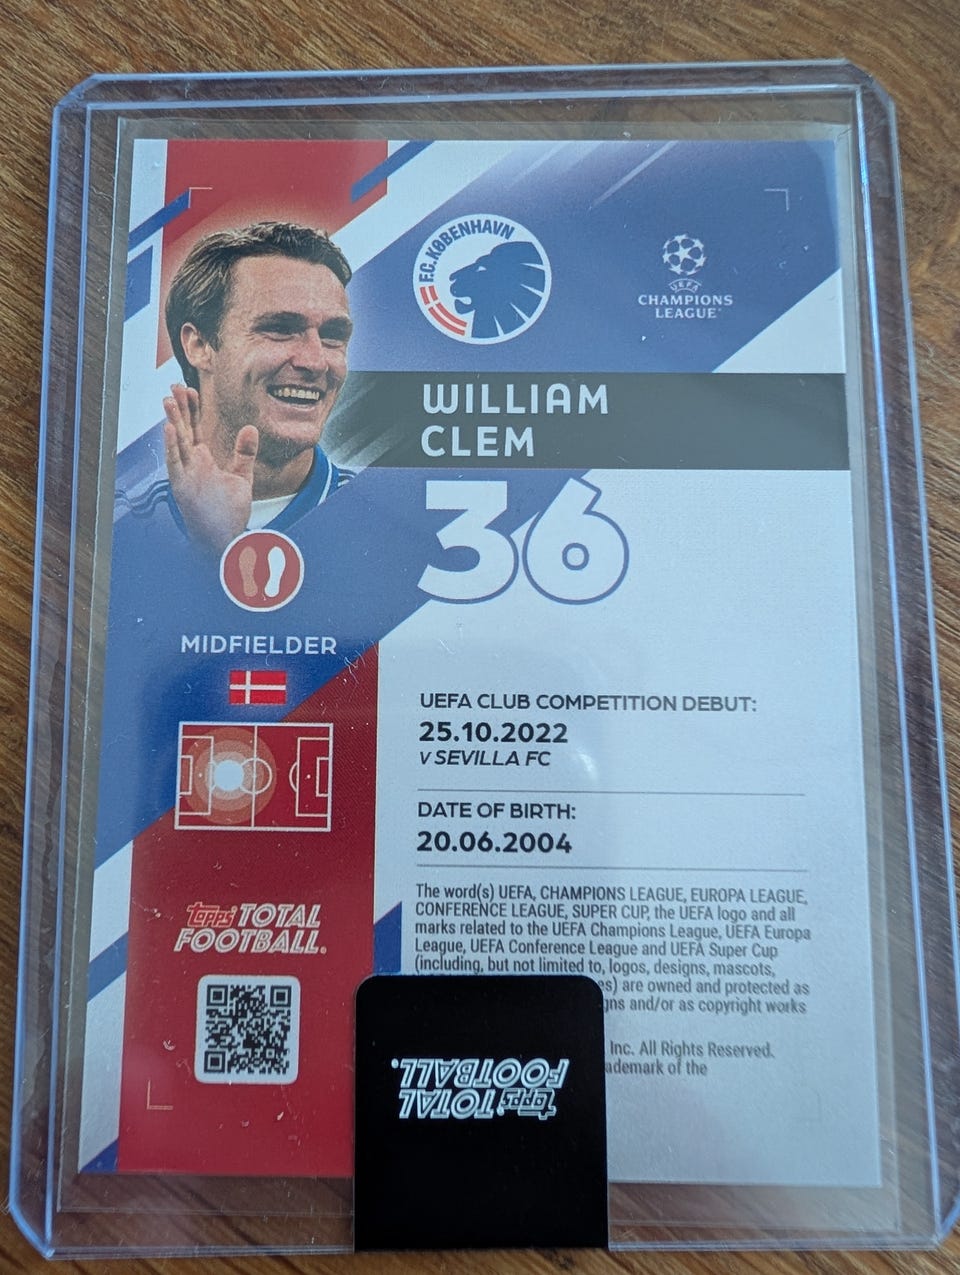 F.C. KØBENHAVN
UEFA
CHAMPIONS
LEAGUE
WILLIAM
CLEM
36
MIDFIELDER
UEFA CLUB COMPETITION DEBUT:
25.10.2022
v SEVILLA FC
DATE OF BIRTH:
20.06.2004
The word(s) UEFA, CHAMPIONS LEAGUE, EUROPA LEAGUE,
CONFERENCE LEAGUE, SUPER CUP, the UEFA logo and all
marks related to the UEFA Champions League, UEFA Europa
League, UEFA Conference League and UEFA Super Cup
(including, but not limited to, logos, designs, mascots,
are owned and protected as
and/or as copyright works
Inc. All Rights Reserved.
of the
topps TOTAL
FOOTBALL.
topps TOTAL
FOOTBALL.